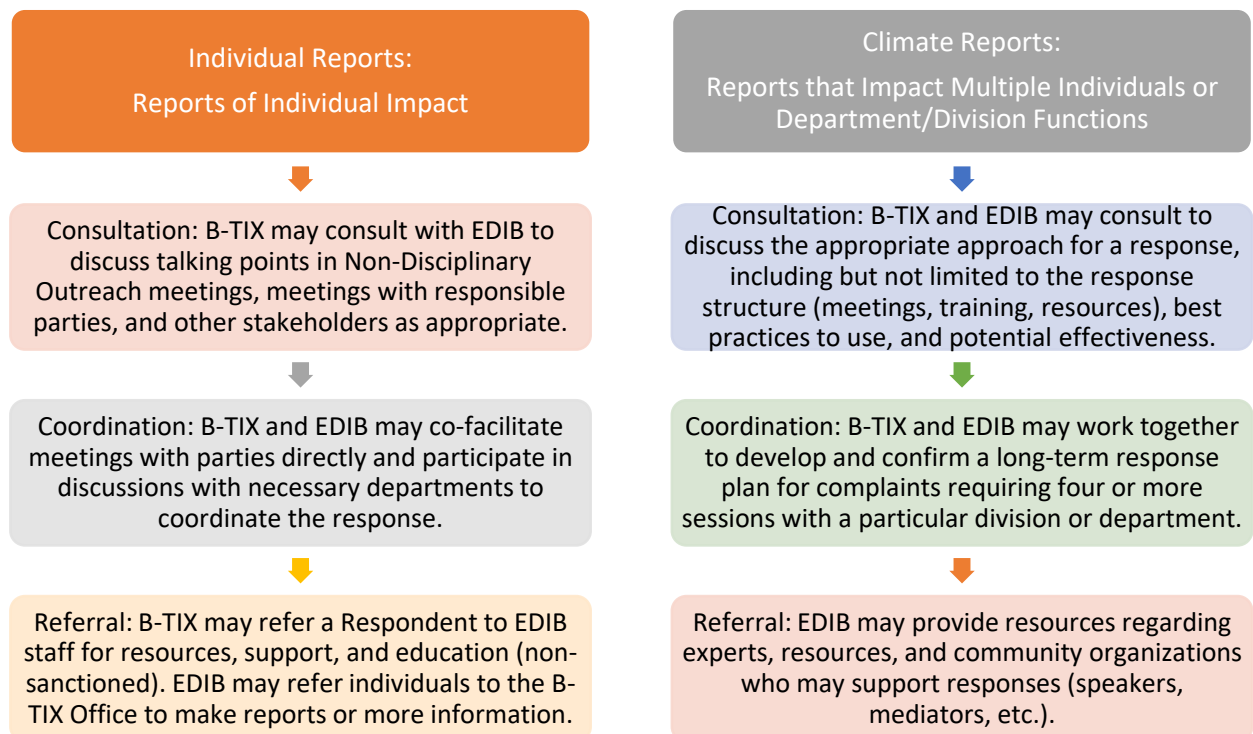 Individual Reports:
Reports of Individual Impact
Consultation: B-TIX may consult with EDIB to
discuss talking points in Non-Disciplinary
Outreach meetings, meetings with responsible
parties, and other stakeholders as appropriate.
Coordination: B-TIX and EDIB may co-facilitate
meetings with parties directly and participate in
discussions with necessary departments to
coordinate the response.
Referral: B-TIX may refer a Respondent to EDIB
staff for resources, support, and education (non-
sanctioned). EDIB may refer individuals to the B-
TIX Office to make reports or more information.
Climate Reports:
Reports that Impact Multiple Individuals or
Department/Division Functions
Consultation: B-TIX and EDIB may consult to
discuss the appropriate approach for a response,
including but not limited to the response
structure (meetings, training, resources), best
practices to use, and potential effectiveness.
Coordination: B-TIX and EDIB may work together
to develop and confirm a long-term response
plan for complaints requiring four or more
sessions with a particular division or department.
Referral: EDIB may provide resources regarding
experts, resources, and community organizations
who may support responses (speakers,
mediators, etc.).